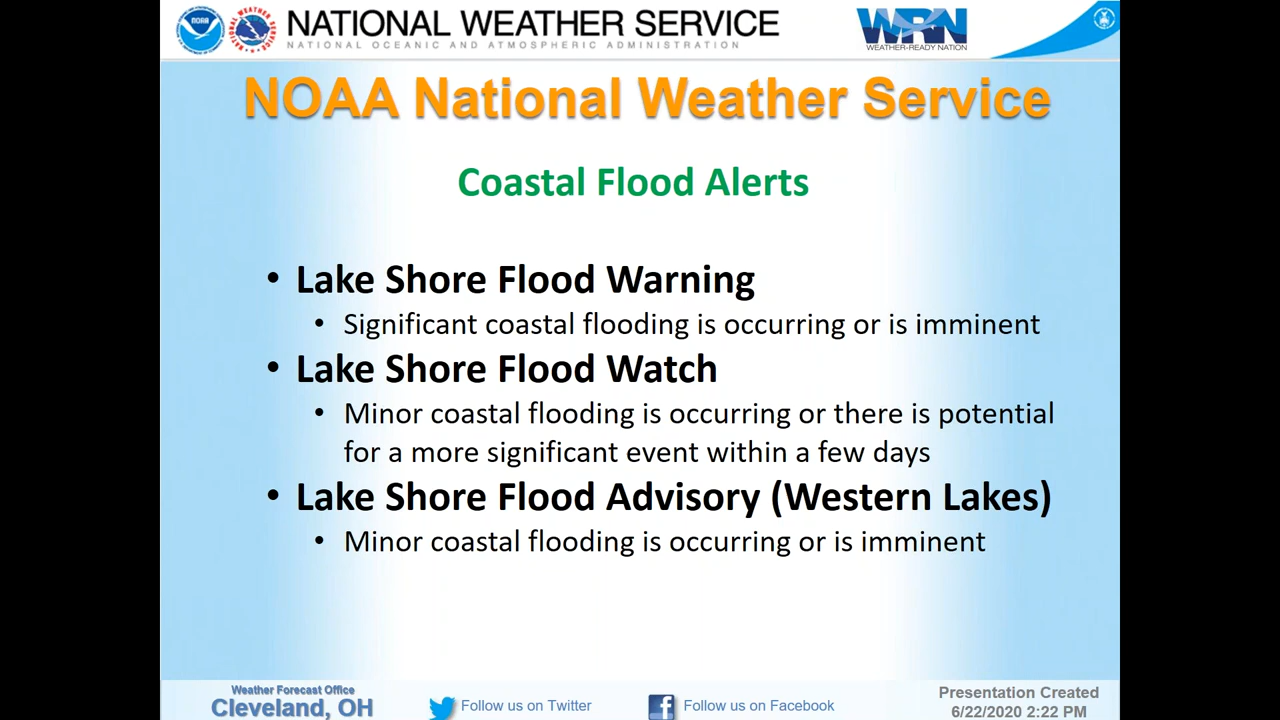 NOAA
NATIONAL WEATHER SERVICE
NATIONAL OCEANIC AND ATMOSPHERIC ADMINISTRATION
WRN
WEATHER-READY NATION
NOAA National Weather Service
Coastal Flood Alerts
• Lake Shore Flood Warning
• Significant coastal flooding is occurring or is imminent
• Lake Shore Flood Watch
• Minor coastal flooding is occurring or there is potential
for a more significant event within a few days
• Lake Shore Flood Advisory (Western Lakes)
• Minor coastal flooding is occurring or is imminent
Weather Forecast Office
Cleveland, OH
Follow us on Twitter
Follow us on Facebook
Presentation Created
6/22/2020 2:22 PM